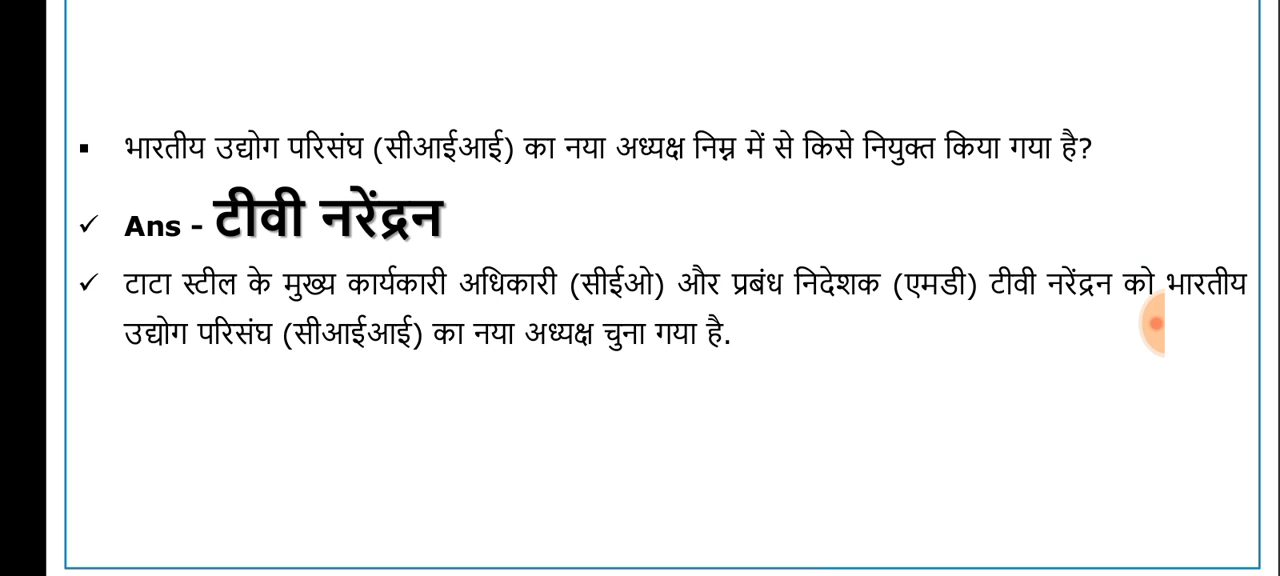 ▪ भारतीय उद्योग परिसंघ (सीआईआई) का नया अध्यक्ष निम्न में से किसे नियुक्त किया गया है?
✓ Ans - टीवी नरेंद्रन
✓ टाटा स्टील के मुख्य कार्यकारी अधिकारी (सीईओ) और प्रबंध निदेशक (एमडी) टीवी नरेंद्रन को भारतीय
उद्योग परिसंघ (सीआईआई) का नया अध्यक्ष चुना गया है.